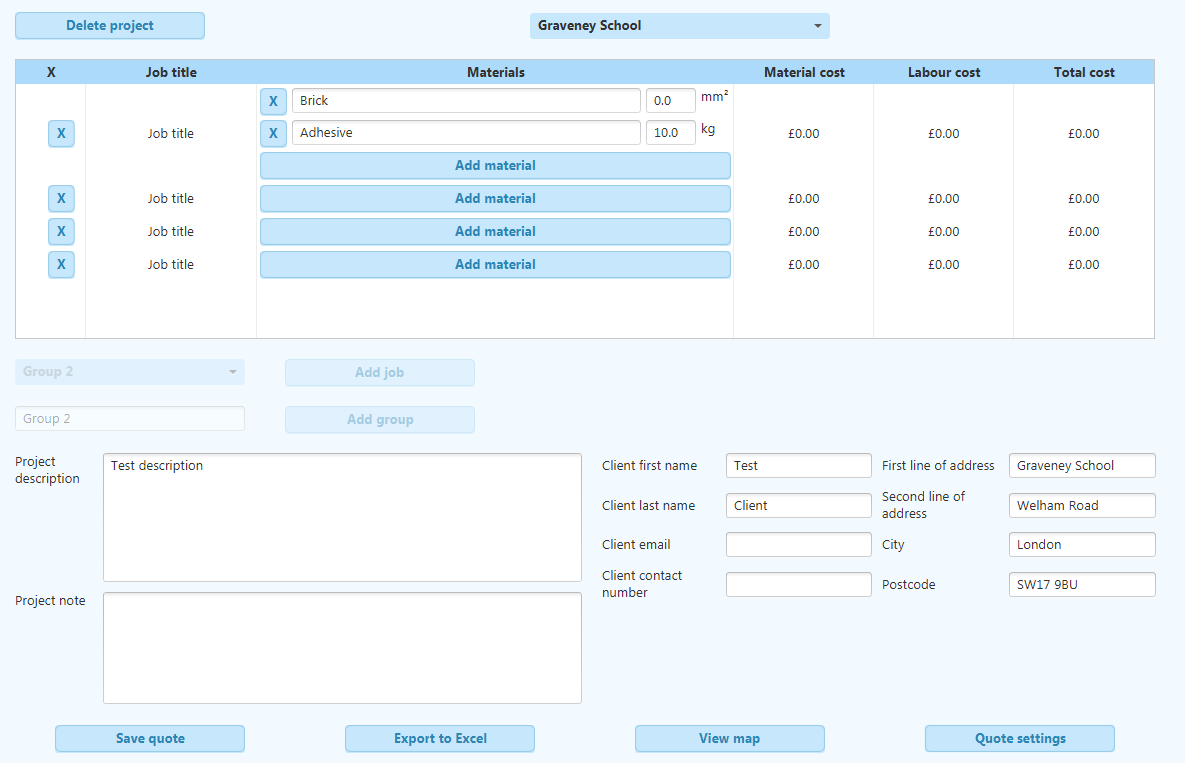 Delete project
Graveney School
X Job title Materials Material cost Labour cost Total cost
X Brick 0.0 mm²
X Job title X Adhesive 10.0 kg £0.00 £0.00 £0.00
Add material
X Job title Add material £0.00 £0.00 £0.00
X Job title Add material £0.00 £0.00 £0.00
X Job title Add material £0.00 £0.00 £0.00
Group 2 Add job
Group 2 Add group
Project
description
Test description
Client first name Test First line of address Graveney School
Client last name Client Second line of
address
Welham Road
Client email City London
Client contact
number
Postcode SW17 9BU
Project note
Save quote Export to Excel View map Quote settings